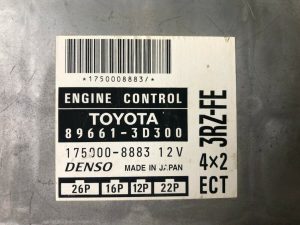 *1750008883/*
ENGINE CONTROL
TOYOTA
89661-3D300
175000-8883 12V
DENSO MADE IN JAPAN
26P 16P 12P 22P
3RZ-FE
4×2
ECT